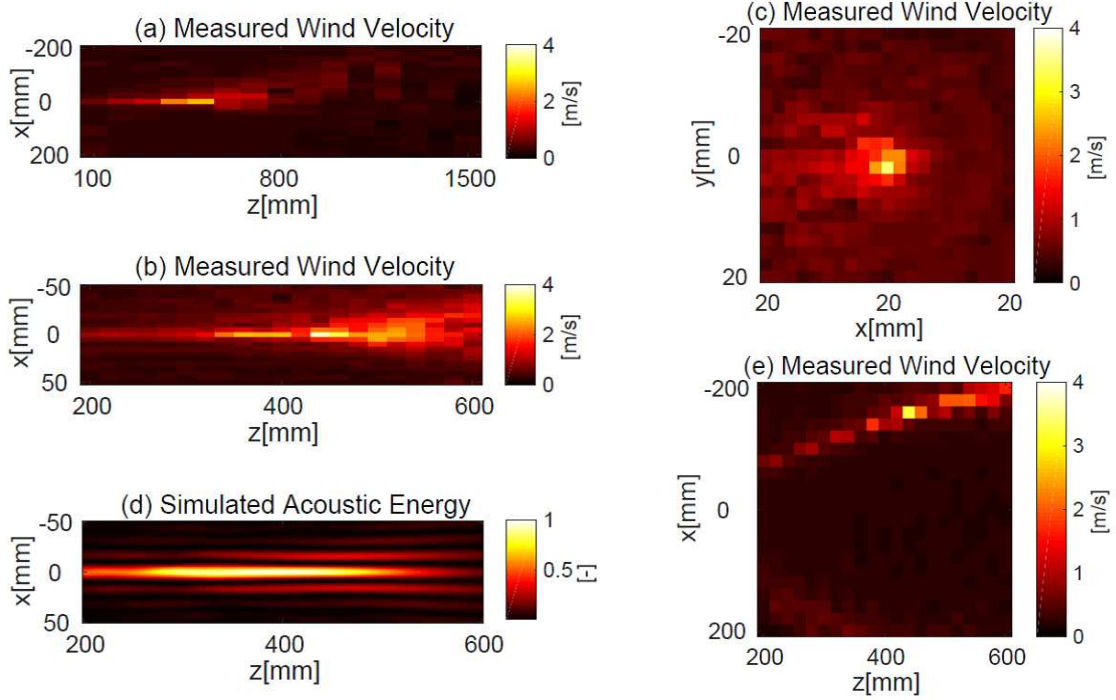 (a) Measured Wind Velocity
-200
0
200
x[mm]
100
800
1500
z[mm]
4
2
0
[m/s]
(b) Measured Wind Velocity
-50
0
50
x[mm]
200
400
600
z[mm]
4
2
0
[m/s]
(d) Simulated Acoustic Energy
-50
0
50
x[mm]
200
300
400
500
600
z[mm]
1
0.5
[-]
(c) Measured Wind Velocity
-20
0
20
y[mm]
20
20
20
x[mm]
4
3
2
1
0
[m/s]
(e) Measured Wind Velocity
-200
0
200
x[mm]
200
400
600
z[mm]
4
3
2
1
0
[m/s]